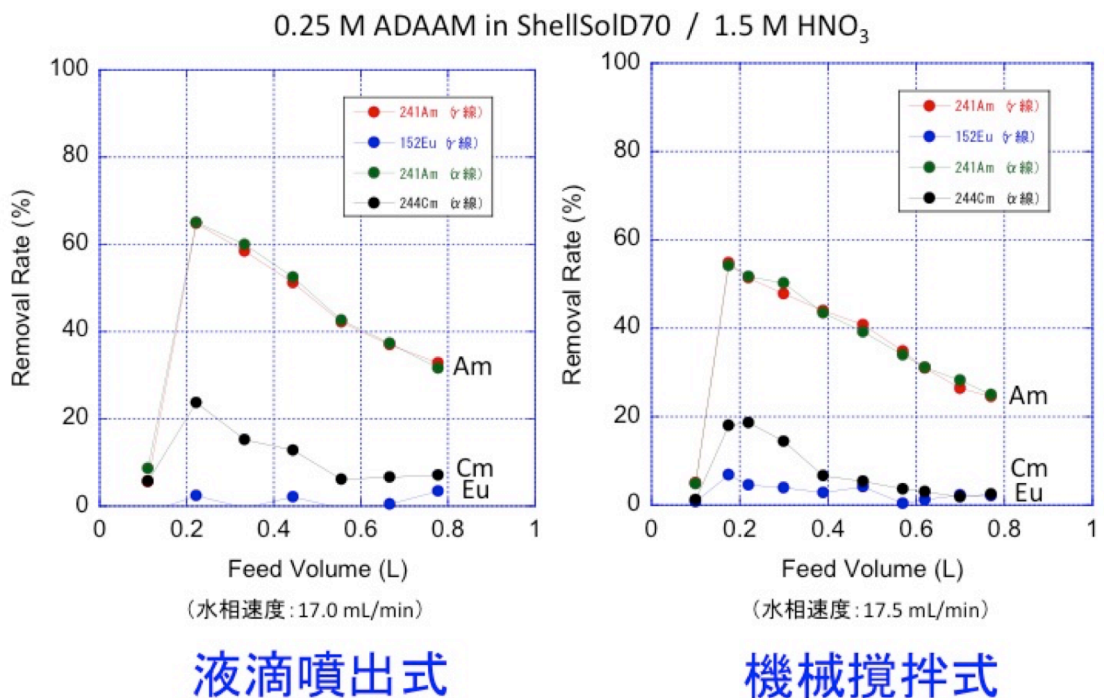 0.25 M ADAAM in ShellSolD70 / 1.5 M HNO₃
100
80
60
40
20
0
0
0.2
0.4
0.6
0.8
1
Removal Rate (%)
Feed Volume (L)
241Am (γ線)
152Eu (γ線)
241Am (α線)
244Cm (α線)
Am
Cm
Eu
(水相速度:17.0 mL/min)
液滴噴出式
100
80
60
40
20
0
0
0.2
0.4
0.6
0.8
1
Removal Rate (%)
Feed Volume (L)
241Am (γ線)
152Eu (γ線)
241Am (α線)
244Cm (α線)
Am
Cm
Eu
(水相速度:17.5 mL/min)
機械撹拌式